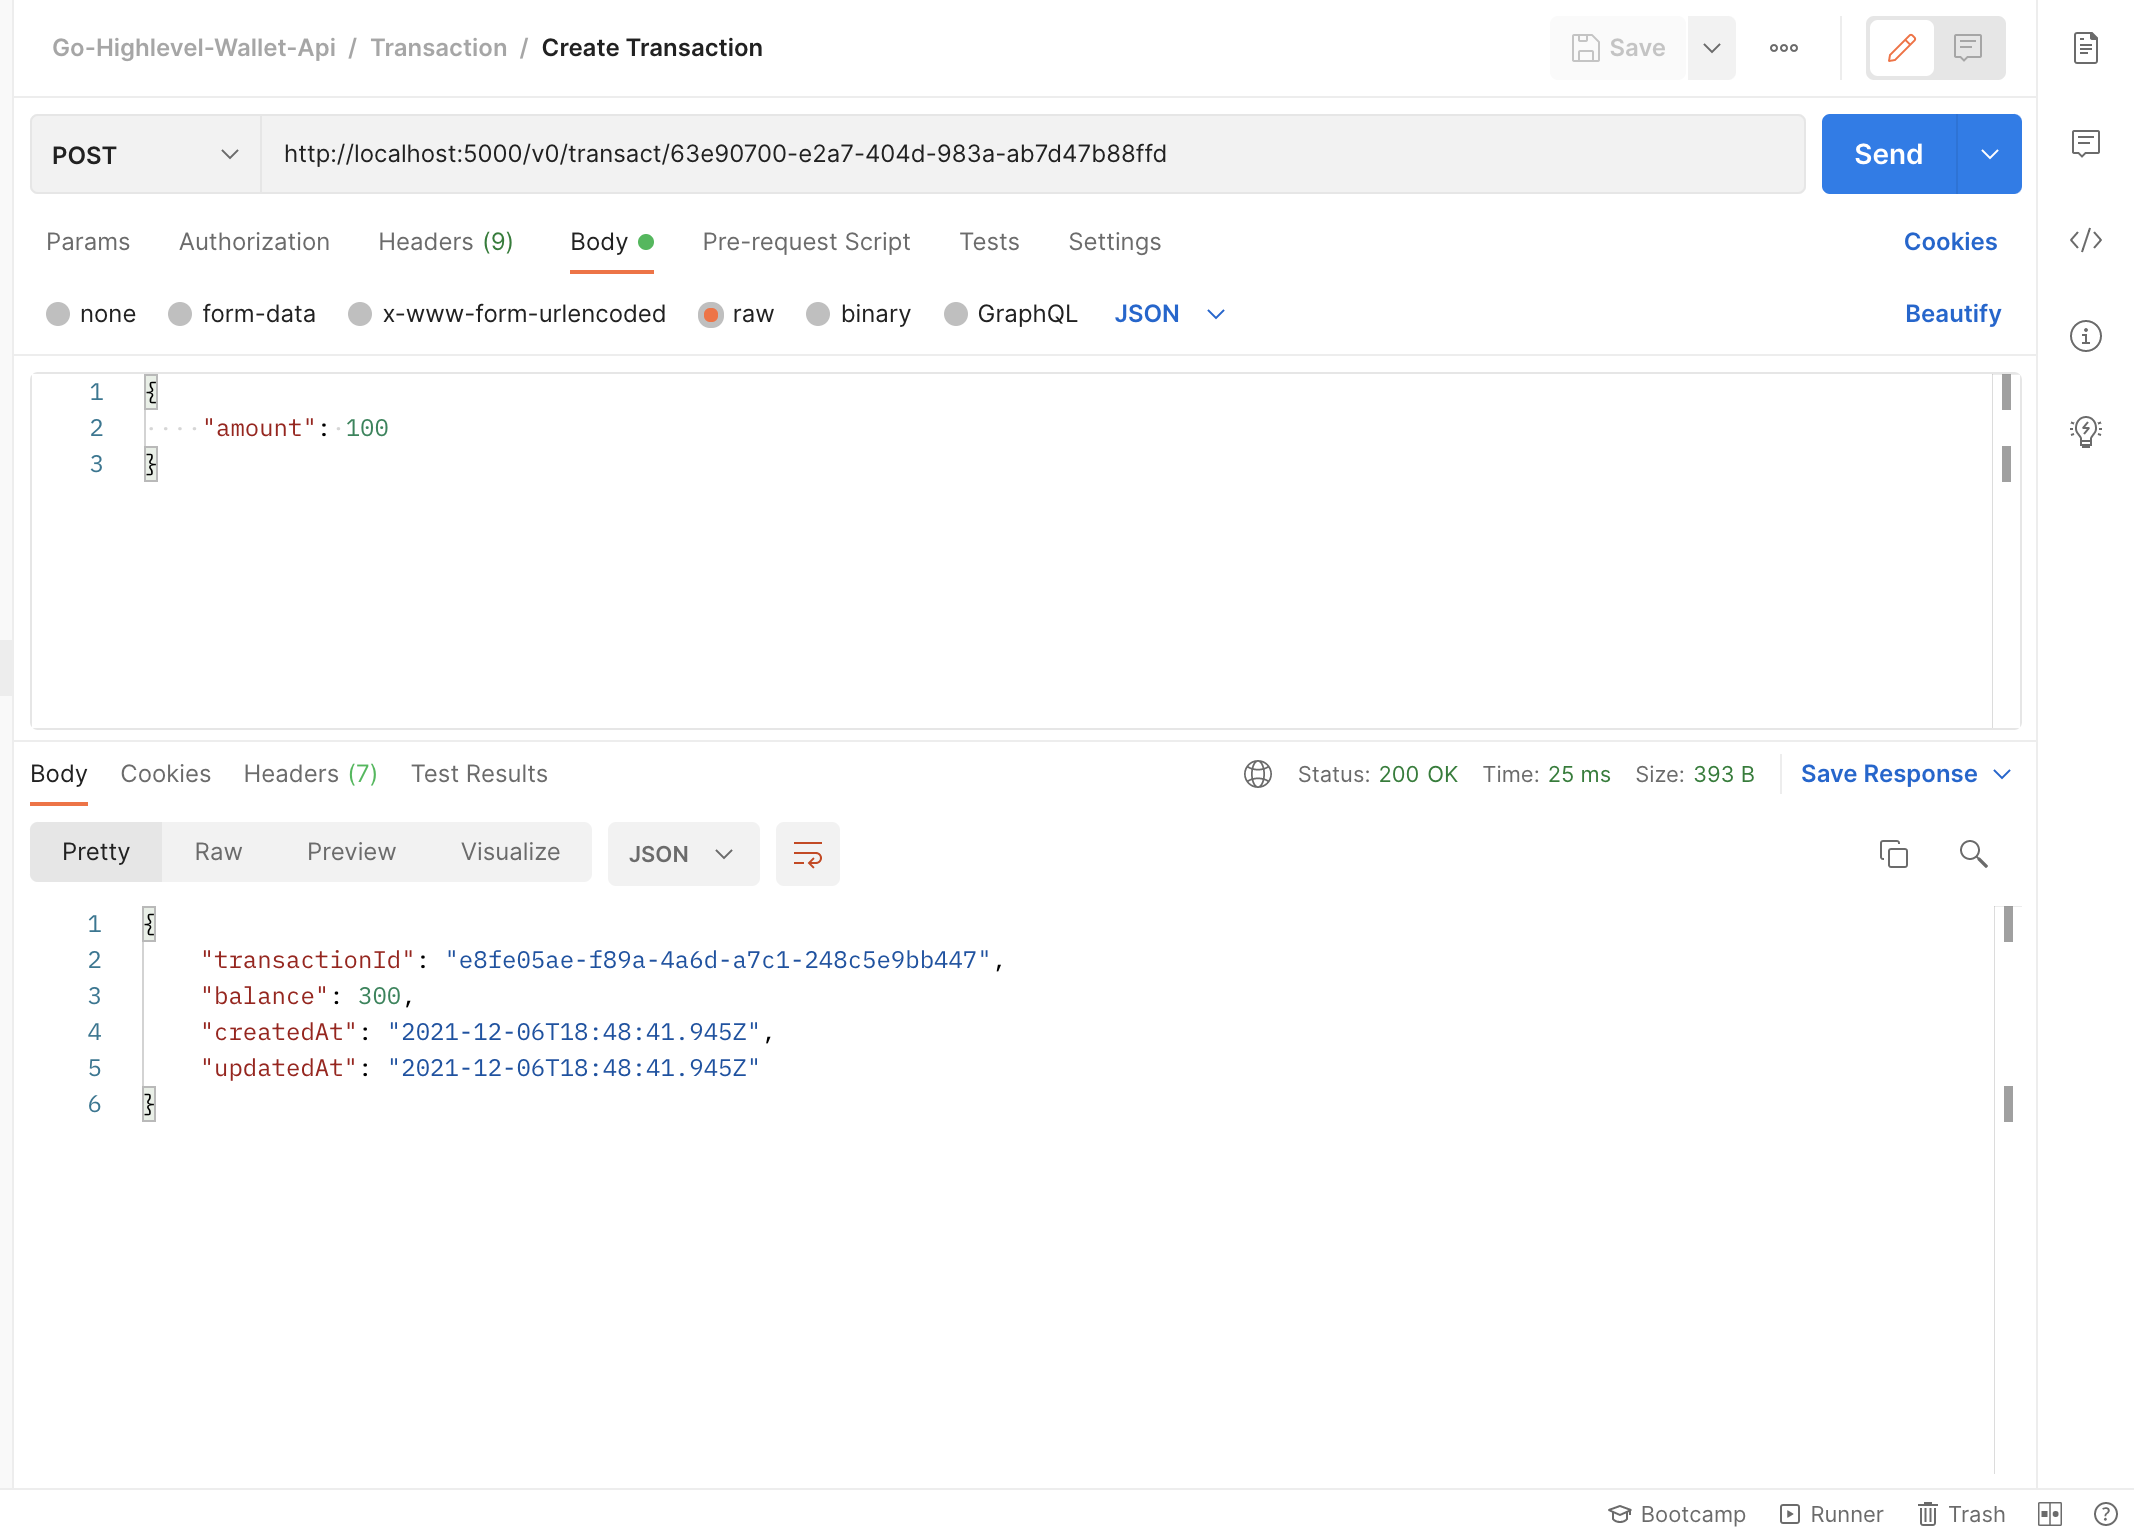 Go-Highlevel-Wallet-Api / Transaction / Create Transaction
Save
POST
http://localhost:5000/v0/transact/63e90700-e2a7-404d-983a-ab7d47b88ffd
Send
Params Authorization Headers (9) Body Pre-request Script Tests Settings Cookies
none form-data x-www-form-urlencoded raw binary GraphQL JSON Beautify
1 {
2 "amount": 100
3 }
Body Cookies Headers (7) Test Results Status: 200 OK Time: 25 ms Size: 393 B Save Response
Pretty Raw Preview Visualize JSON
1 {
2 "transactionId": "e8fe05ae-f89a-4a6d-a7c1-248c5e9bb447",
3 "balance": 300,
4 "createdAt": "2021-12-06T18:48:41.945Z",
5 "updatedAt": "2021-12-06T18:48:41.945Z"
6 }
Bootcamp Runner Trash